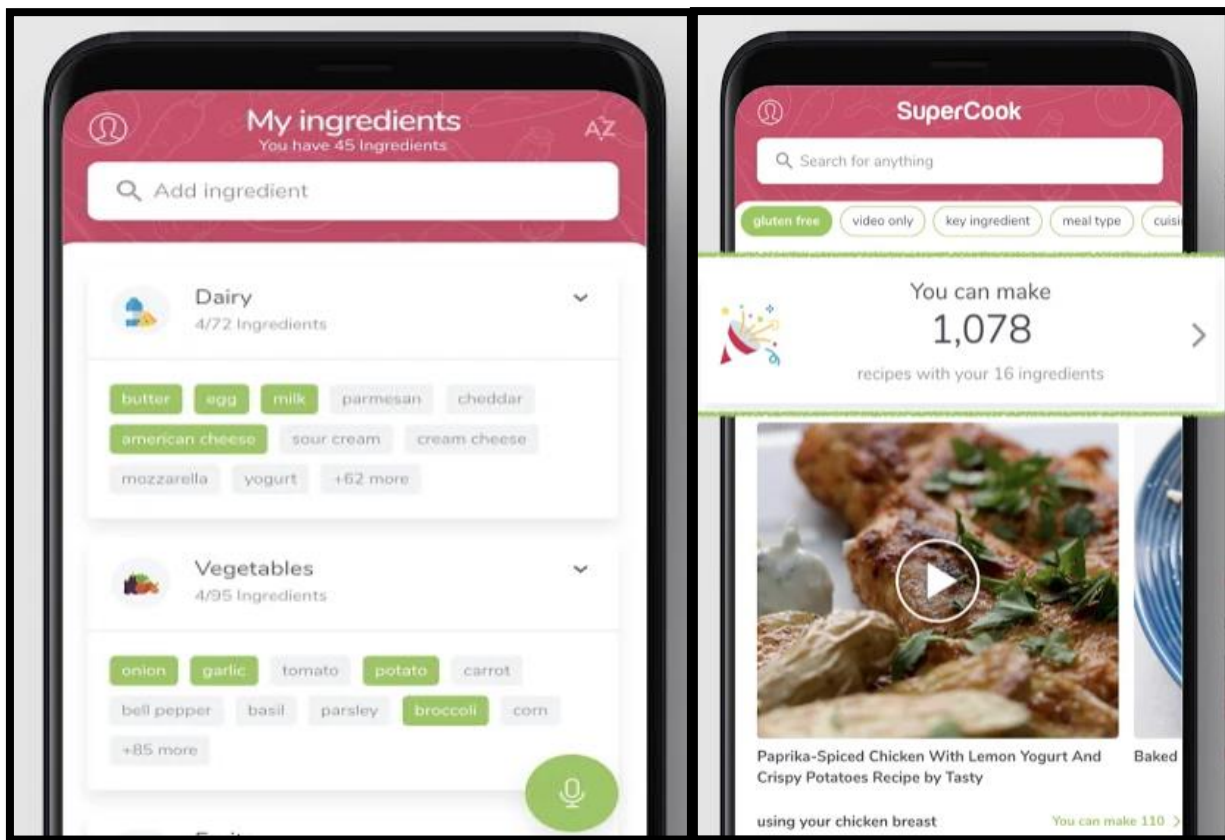 My ingredients
You have 45 Ingredients
AZ
Add ingredient
Dairy
4/72 Ingredients
butter egg milk parmesan cheddar
american cheese sour cream cream cheese
mozzarella yogurt +62 more
Vegetables
4/95 Ingredients
onion garlic tomato potato carrot
bell pepper basil parsley broccoli corn
+85 more
SuperCook
Search for anything
gluten free video only key ingredient meal type cuisi
You can make
1,078
recipes with your 16 ingredients
Paprika-Spiced Chicken With Lemon Yogurt And
Crispy Potatoes Recipe by Tasty
Baked
using your chicken breast You can make 110